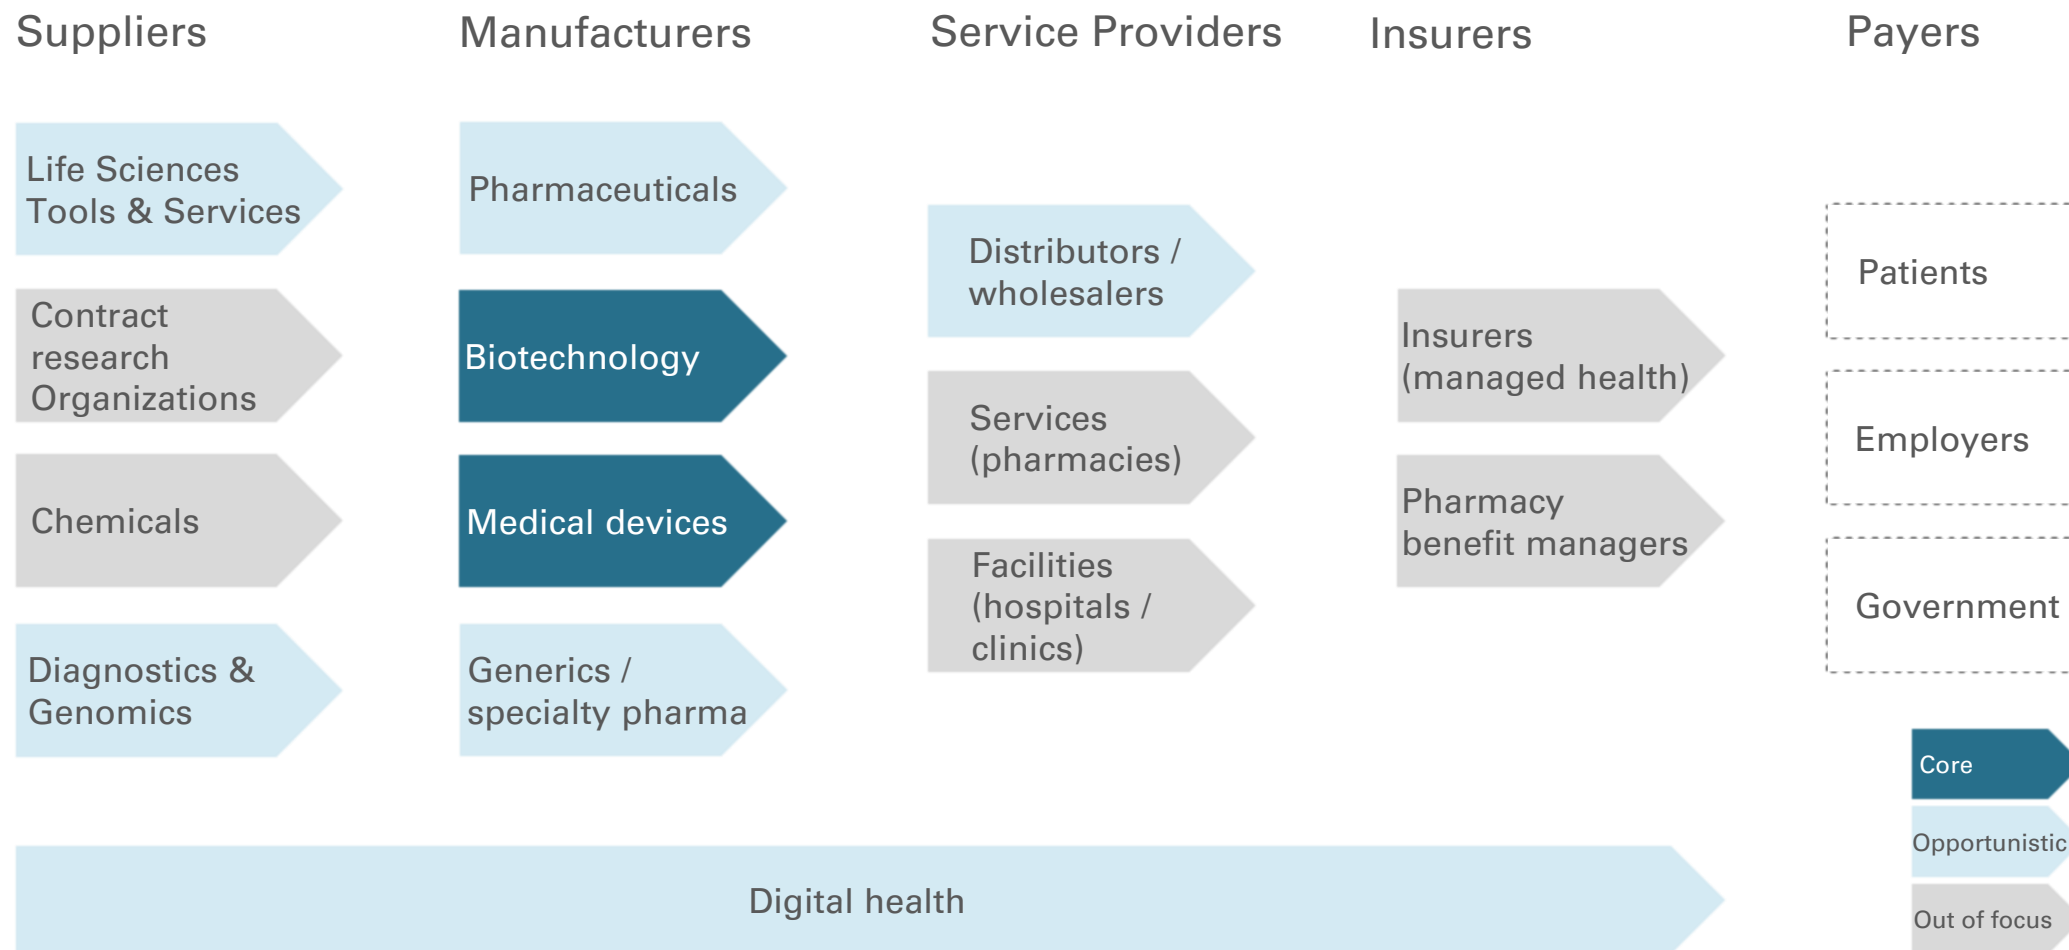 Suppliers
Manufacturers
Service Providers
Insurers
Payers
Life Sciences
Tools & Services
Contract
research
Organizations
Chemicals
Diagnostics &
Genomics
Pharmaceuticals
Biotechnology
Medical devices
Generics /
specialty pharma
Distributors /
wholesalers
Services
(pharmacies)
Facilities
(hospitals /
clinics)
Insurers
(managed health)
Pharmacy
benefit managers
Patients
Employers
Government
Digital health
Core
Opportunistic
Out of focus